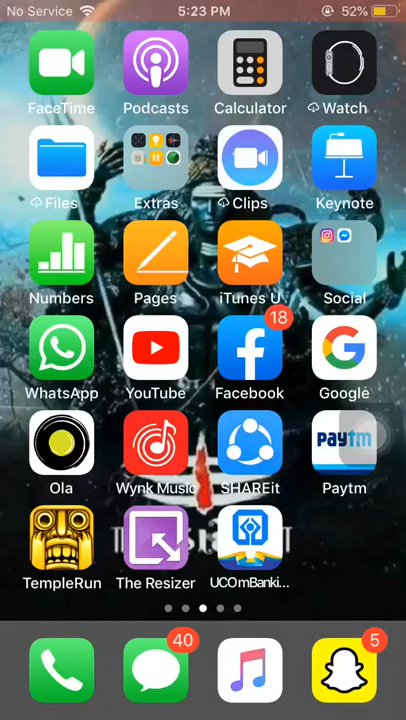 No Service 5:23 PM 52%
FaceTime Podcasts Calculator Watch
Files Extras Clips Keynote
Numbers Pages iTunes U Social
18
WhatsApp YouTube Facebook Google
paytm
Ola Wynk Music SHAREit Paytm
TempleRun The Resizer UCOmBanki...
40 5